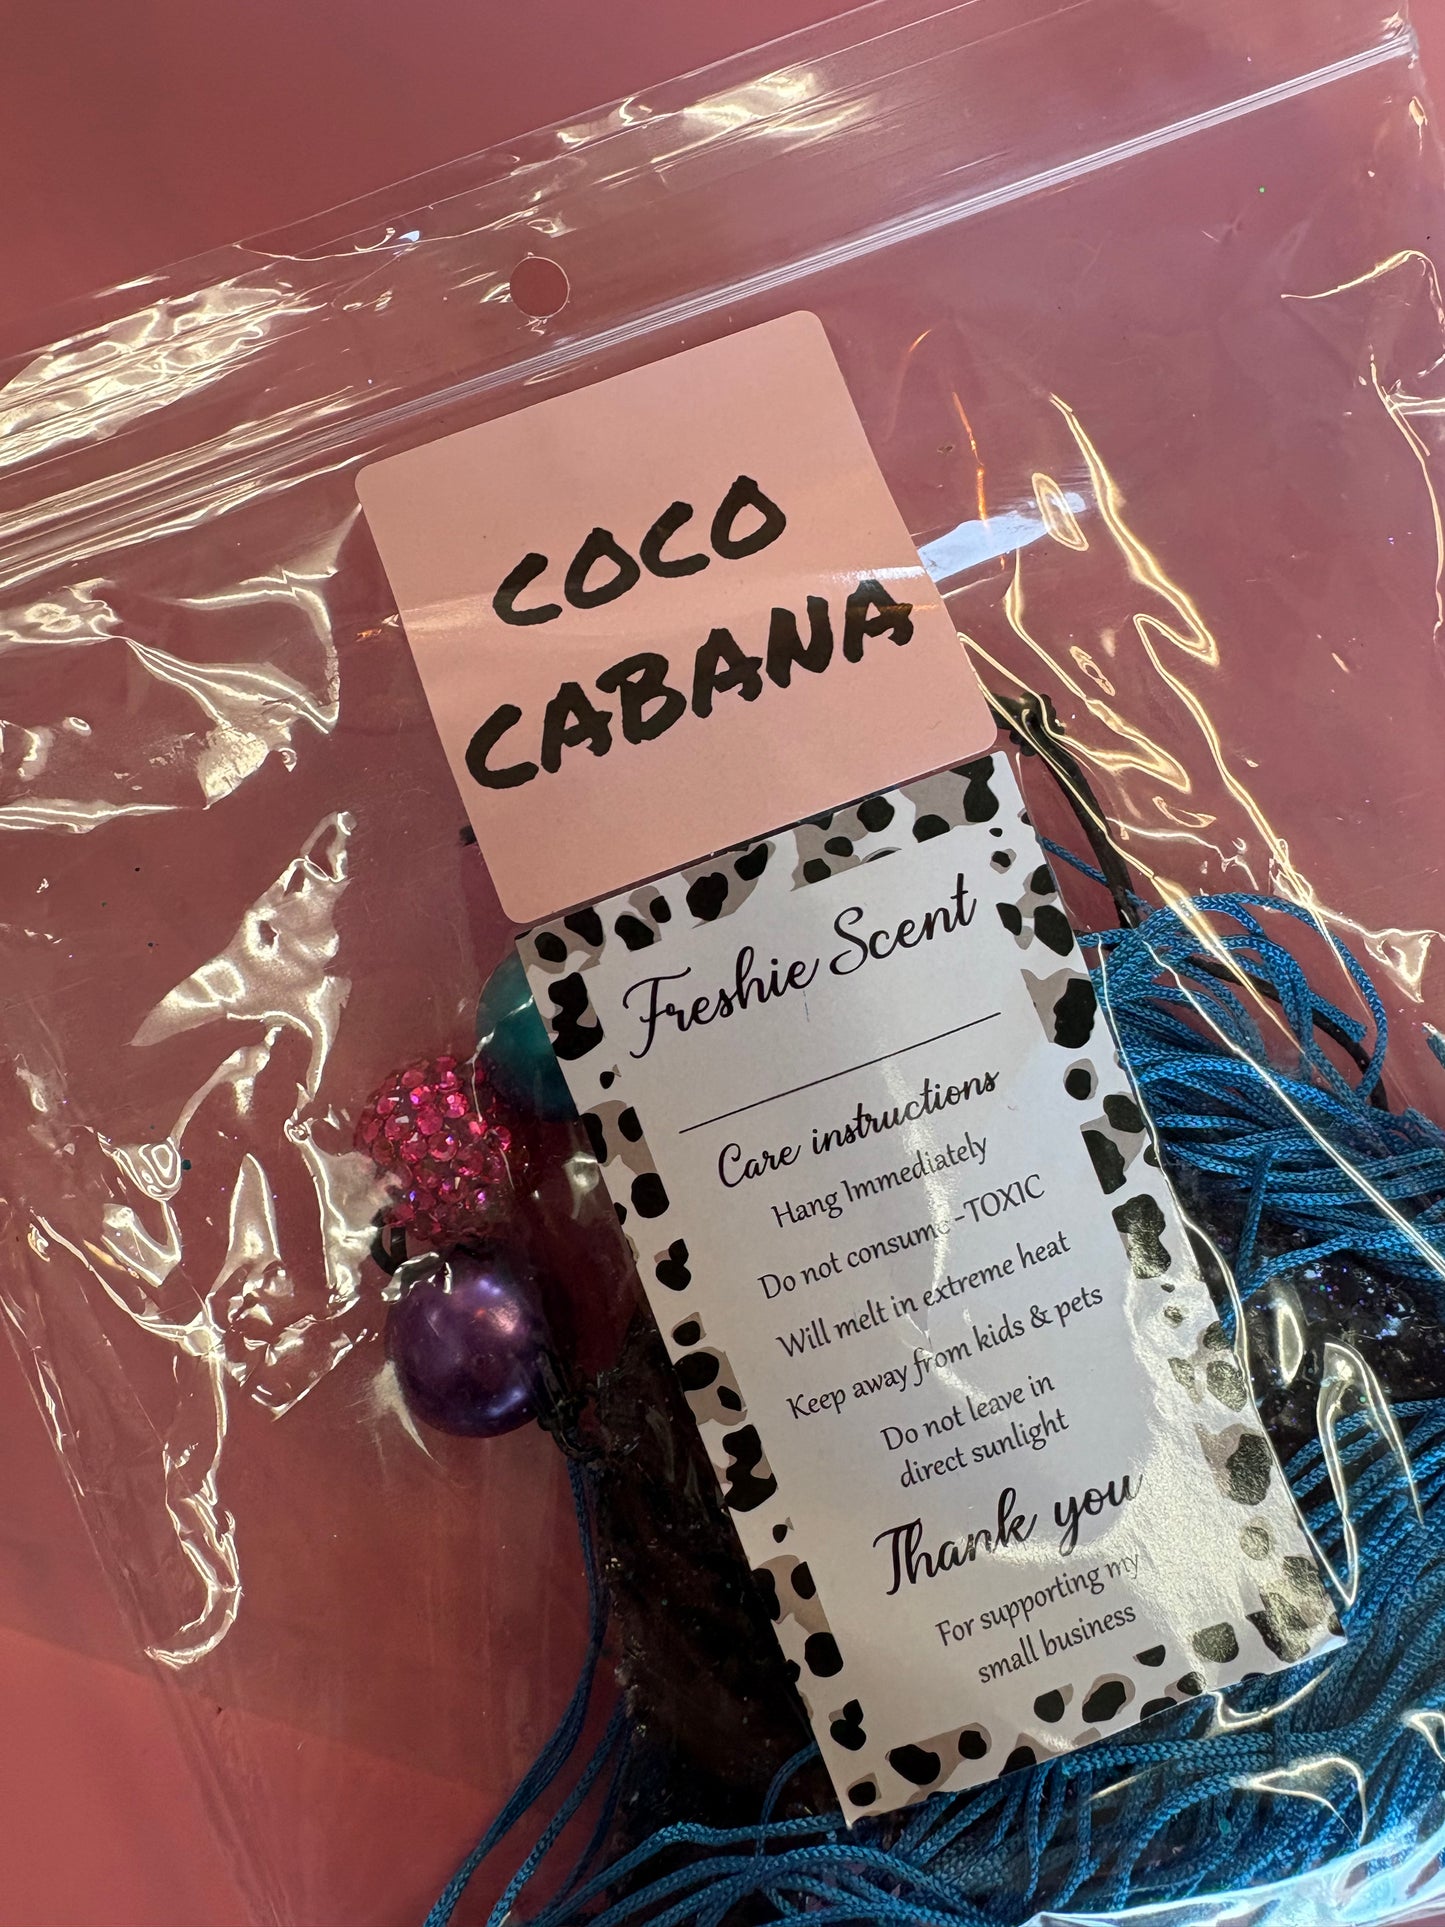 COCO
CABANA
Freshie Scent
Care instructions
Hang Immediately
Do not consume-TOXIC
Will melt in extreme heat
Keep away from kids & pets
Do not leave in
direct sunlight
Thank you
For supporting my
small business